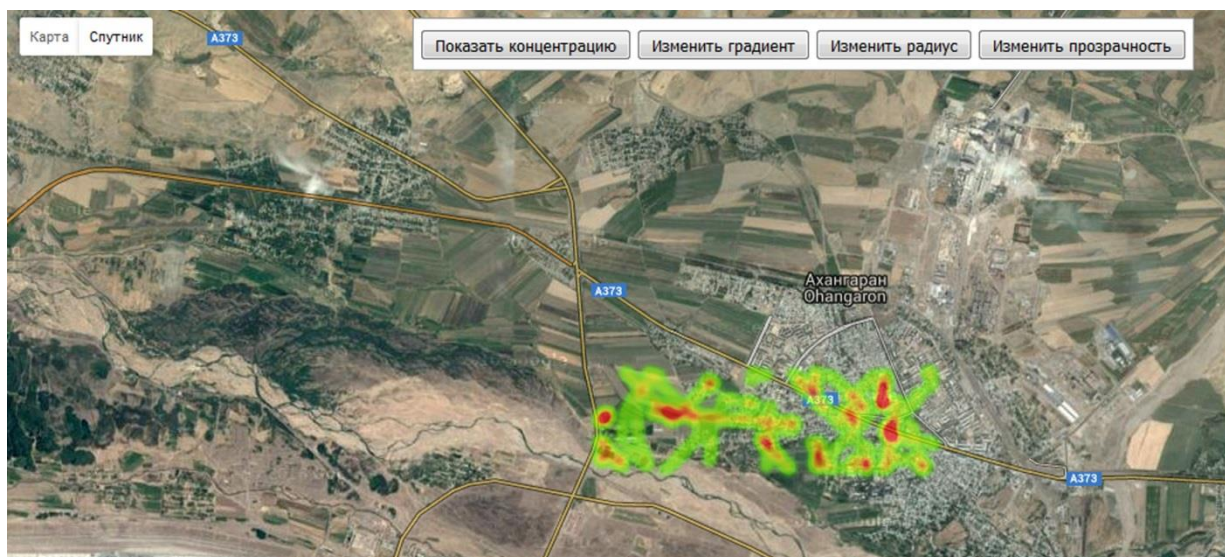 Карта Спутник
A373
Показать концентрацию Изменить градиент Изменить радиус Изменить прозрачность
A373
Ахангаран
Ohangaron
A373
A373